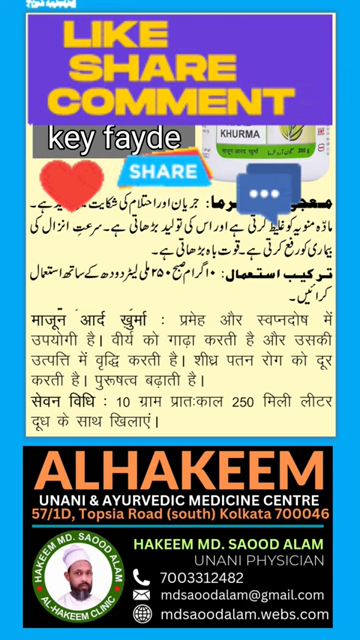 LIKE
SHARE
COMMENT
key fayde
KHURMA
SHARE
جریان اور احتلام کی شکایت
مادّہ منویہ کو غلیظ کرتی ہے اور اس کی تولید بڑھاتی ہے۔ سرعتِ انزال کی
بیماری کو رفع کرتی ہے۔ قوت باہ بڑھاتی ہے۔
ترکیب استعمال: ۱۰ گرام صبح ۲۵۰ ملی لیٹر دودھ کے ساتھ استعمال
کرائیں۔
माजून आर्द खुर्मा : प्रमेह और स्वप्नदोष में
उपयोगी है। वीर्य को गाढ़ा करती है और उसकी
उत्पत्ति में वृद्धि करती है। शीघ्र पतन रोग को दूर
करती है। पुरूषत्व बढ़ाती है।
सेवन विधि : 10 ग्राम प्रातःकाल 250 मिली लीटर
दूध के साथ खिलाएं।
ALHAKEEM
UNANI & AYURVEDIC MEDICINE CENTRE
57/1D, Topsia Road (south) Kolkata 700046
HAKEEM MD. SAOOD ALAM
AL-HAKEEM CLINIC
HAKEEM MD. SAOOD ALAM
UNANI PHYSICIAN
7003312482
mdsaoodalam@gmail.com
mdsaoodalam.webs.com